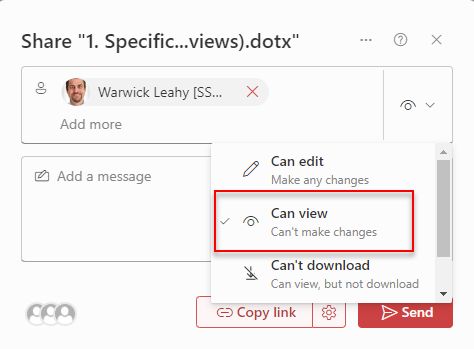 Share "1. Specific...views).dotx"
Warwick Leahy [SS...
Add more
Add a message
Can edit
Make any changes
Can view
Can't make changes
Can't download
Can view, but not download
Copy link
Send